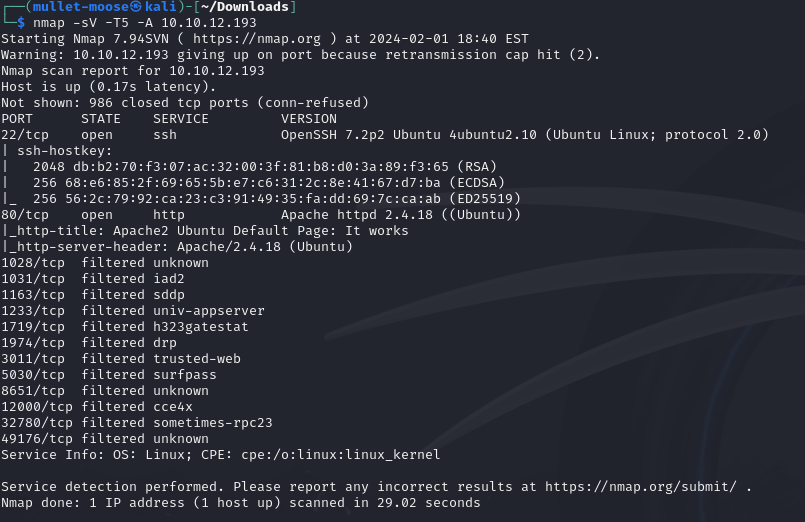 ┌──(mullet-moose㉿kali)-[~/Downloads]
└─$ nmap -sV -T5 -A 10.10.12.193
Starting Nmap 7.94SVN ( https://nmap.org ) at 2024-02-01 18:40 EST
Warning: 10.10.12.193 giving up on port because retransmission cap hit (2).
Nmap scan report for 10.10.12.193
Host is up (0.17s latency).
Not shown: 986 closed tcp ports (conn-refused)
PORT      STATE    SERVICE         VERSION
22/tcp    open     ssh             OpenSSH 7.2p2 Ubuntu 4ubuntu2.10 (Ubuntu Linux; protocol 2.0)
| ssh-hostkey:
|   2048 db:b2:70:f3:07:ac:32:00:3f:81:b8:d0:3a:89:f3:65 (RSA)
|   256 68:e6:85:2f:69:65:5b:e7:c6:31:2c:8e:41:67:d7:ba (ECDSA)
|_  256 56:2c:79:92:ca:23:c3:91:49:35:fa:dd:69:7c:ca:ab (ED25519)
80/tcp    open     http            Apache httpd 2.4.18 ((Ubuntu))
|_http-title: Apache2 Ubuntu Default Page: It works
|_http-server-header: Apache/2.4.18 (Ubuntu)
1028/tcp  filtered unknown
1031/tcp  filtered iad2
1163/tcp  filtered sddp
1233/tcp  filtered univ-appserver
1719/tcp  filtered h323gatestat
1974/tcp  filtered drp
3011/tcp  filtered trusted-web
5030/tcp  filtered surfpass
8651/tcp  filtered unknown
12000/tcp filtered cce4x
32780/tcp filtered sometimes-rpc23
49176/tcp filtered unknown
Service Info: OS: Linux; CPE: cpe:/o:linux:linux_kernel

Service detection performed. Please report any incorrect results at https://nmap.org/submit/ .
Nmap done: 1 IP address (1 host up) scanned in 29.02 seconds